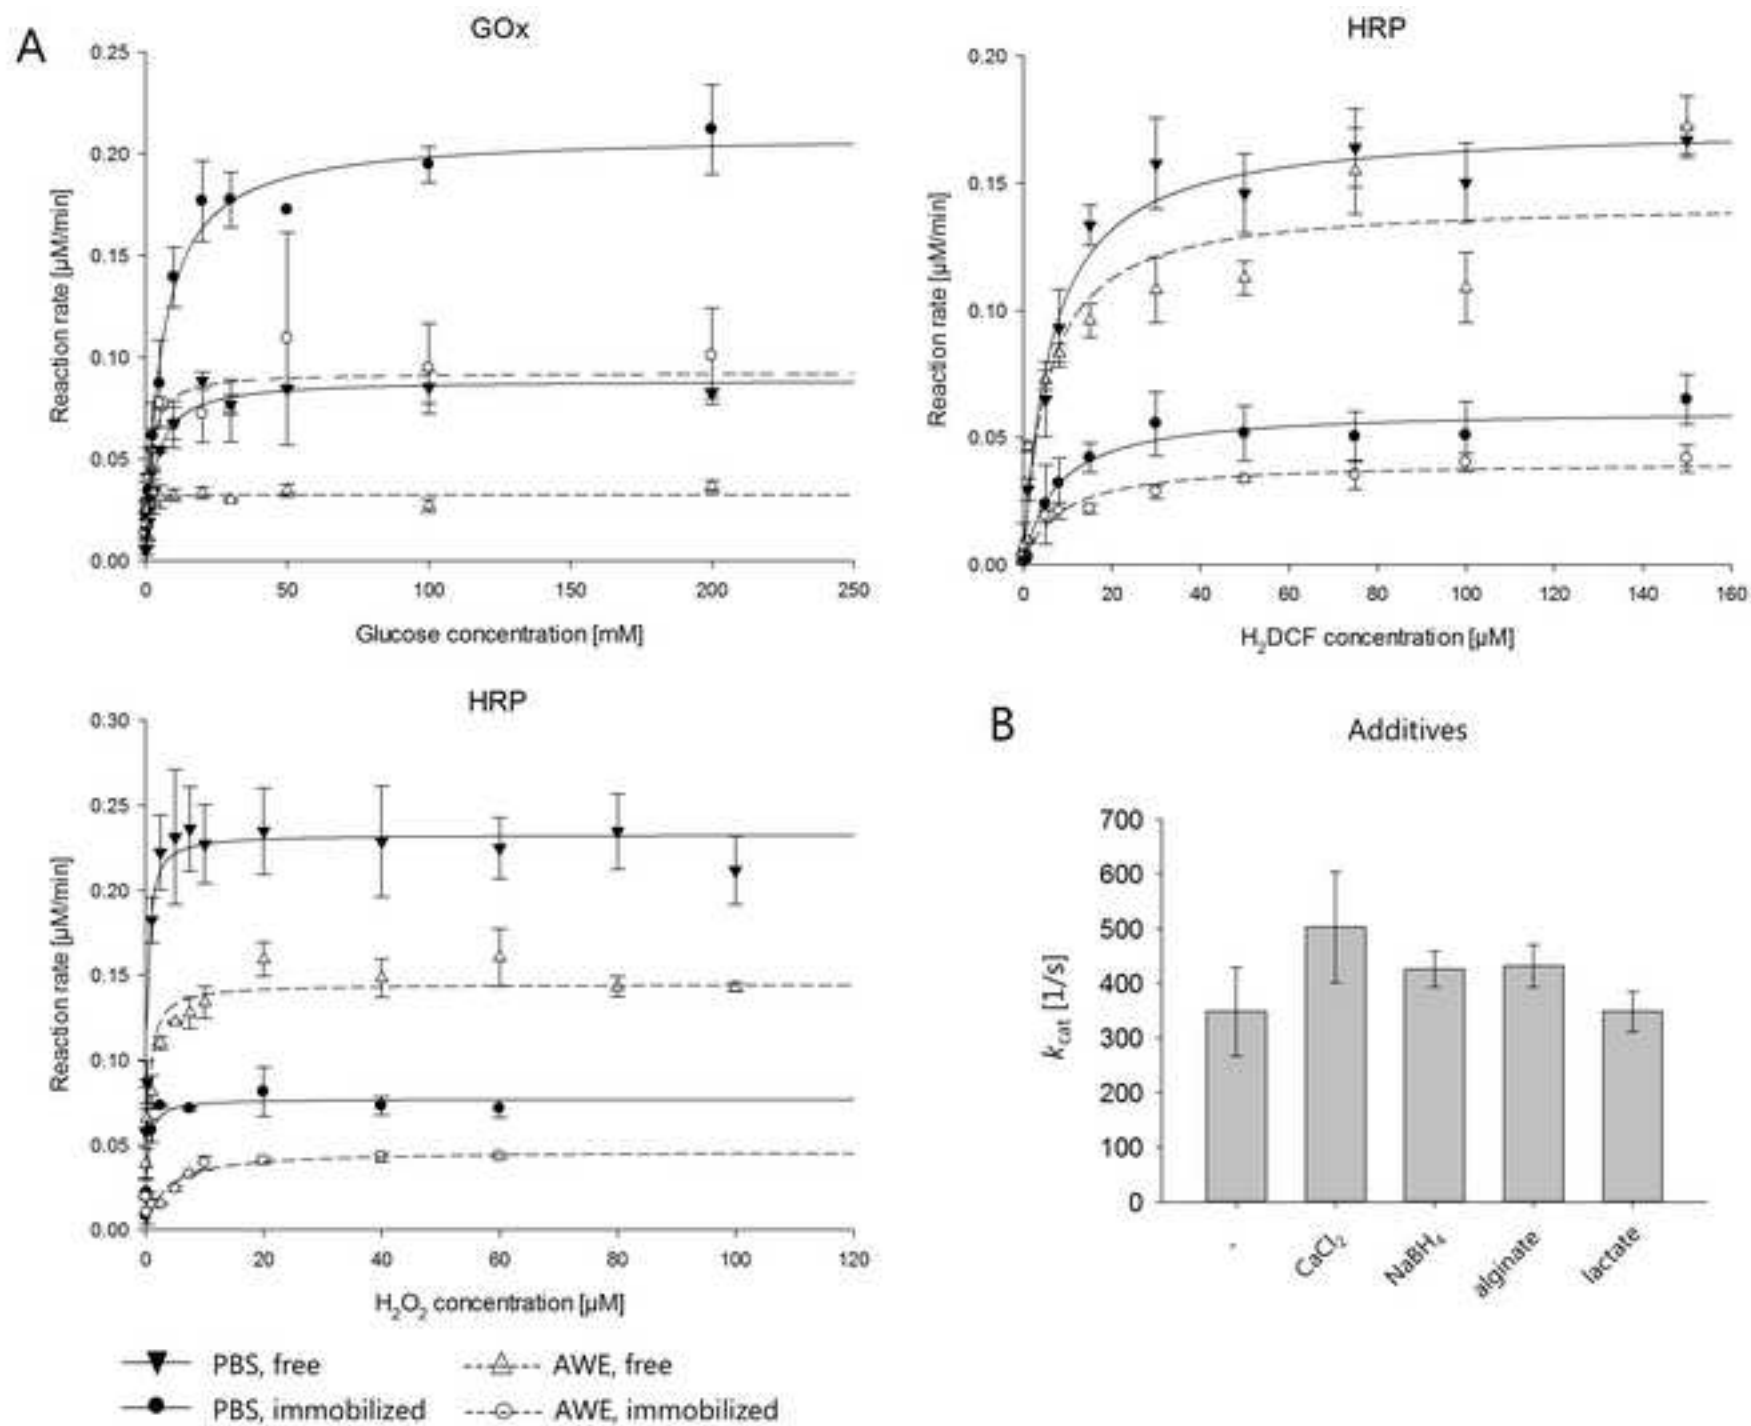 A
GOx
0.25
0.20
0.15
0.10
0.05
0.00
Reaction rate [µM/min]
0 50 100 150 200 250
Glucose concentration [mM]
HRP
0.20
0.15
0.10
0.05
0.00
Reaction rate [µM/min]
0 20 40 60 80 100 120 140 160
H₂DCF concentration [µM]
HRP
0.30
0.25
0.20
0.15
0.10
0.05
0.00
Reaction rate [µM/min]
0 20 40 60 80 100 120
H₂O₂ concentration [µM]
B
Additives
700
600
500
400
300
200
100
0
kcat [1/s]
- CaCl₂ NaBH₄ alginate lactate
PBS, free AWE, free
PBS, immobilized AWE, immobilized